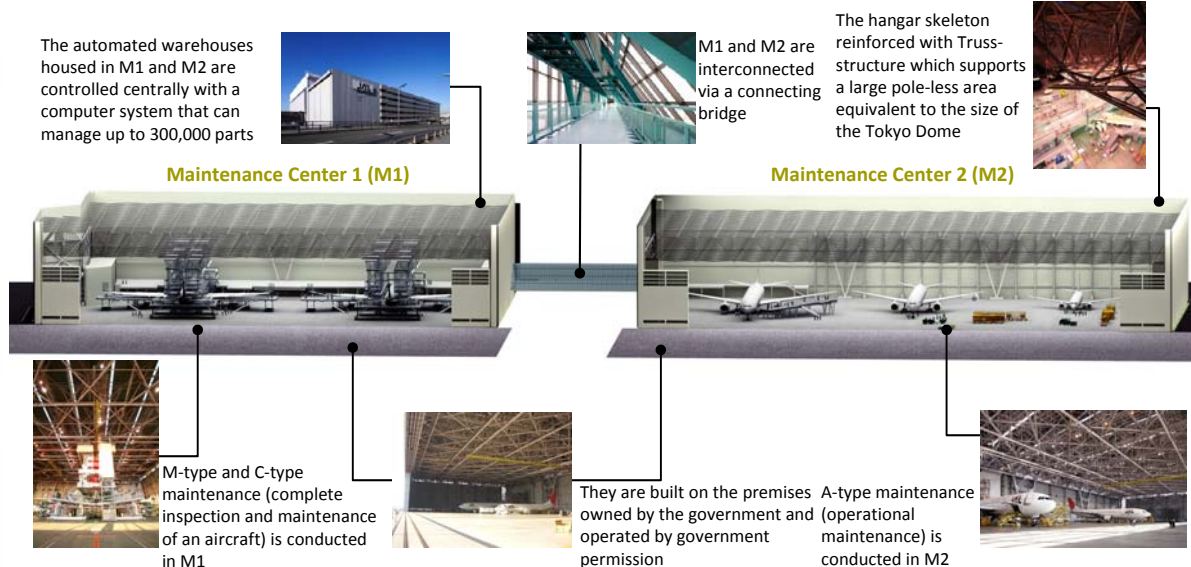 The automated warehouses
housed in M1 and M2 are
controlled centrally with a
computer system that can
manage up to 300,000 parts
M1 and M2 are
interconnected
via a connecting
bridge
The hangar skeleton
reinforced with Truss-
structure which supports
a large pole-less area
equivalent to the size of
the Tokyo Dome
Maintenance Center 1 (M1)
Maintenance Center 2 (M2)
M-type and C-type
maintenance (complete
inspection and maintenance
of an aircraft) is conducted
in M1
They are built on the premises
owned by the government and
operated by government
permission
A-type maintenance
(operational
maintenance) is
conducted in M2